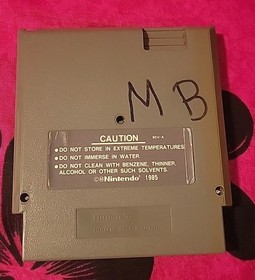 M B
CAUTION REV-A
• DO NOT STORE IN EXTREME TEMPERATURES.
• DO NOT IMMERSE IN WATER.
• DO NOT CLEAN WITH BENZENE, THINNER,
ALCOHOL OR OTHER SUCH SOLVENTS.
©®Nintendo 1985